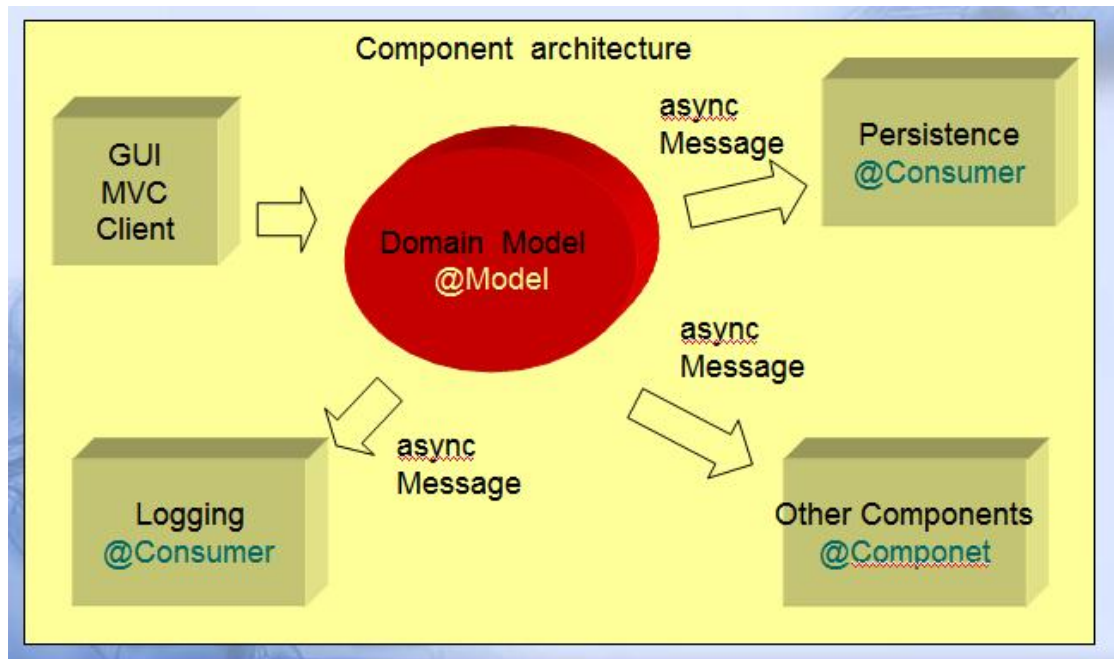 Component architecture
GUI
MVC
Client
Domain Model
@Model
async
Message
Persistence
@Consumer
async
Message
async
Message
Logging
@Consumer
Other Components
@Componet